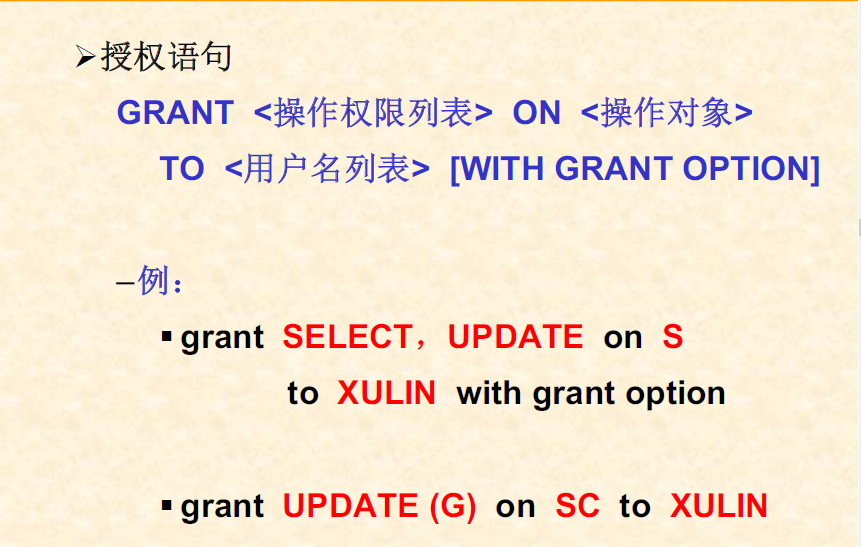 ➢授权语句
GRANT <操作权限列表> ON <操作对象>
TO <用户名列表> [WITH GRANT OPTION]
–例：
▪ grant SELECT，UPDATE on S
to XULIN with grant option
▪ grant UPDATE (G) on SC to XULIN